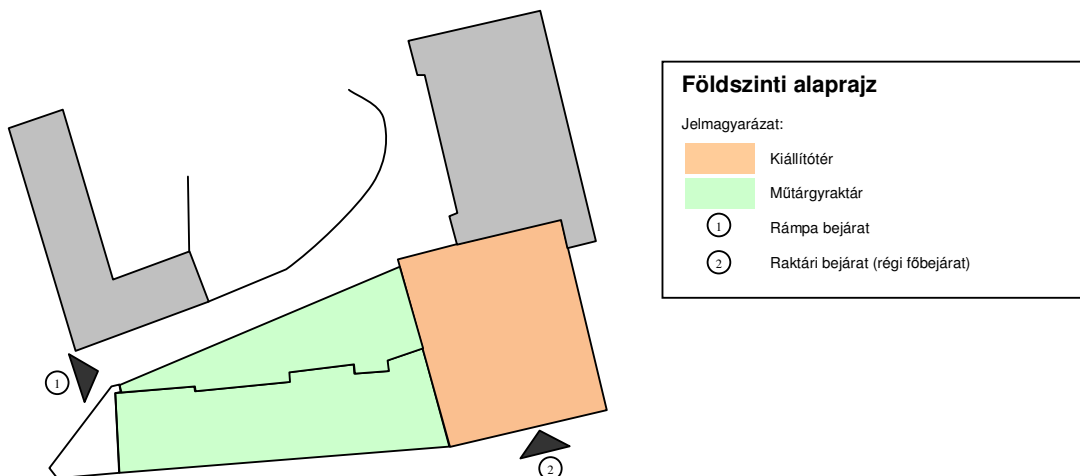 Földszinti alaprajz
Jelmagyarázat:
Kiállítótér
Műtárgyraktár
1 Rámpa bejárat
2 Raktári bejárat (régi főbejárat)
1
2